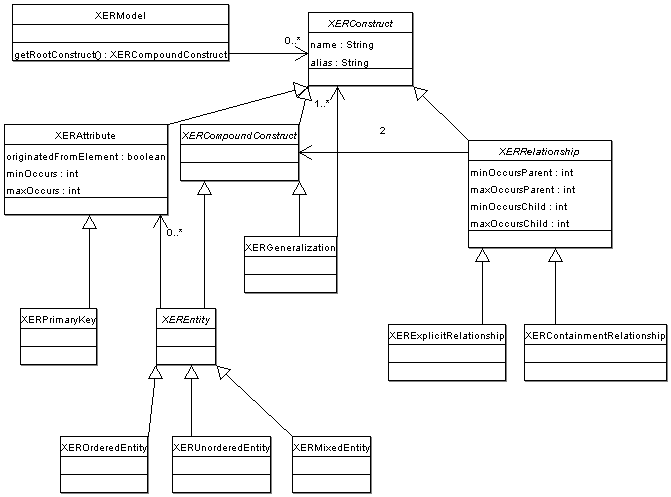 XERModel
getRootConstruct() : XERCompoundConstruct
0..*
XERConstruct
name : String
alias : String
1..*
XERAttribute
originatedFromElement : boolean
minOccurs : int
maxOccurs : int
XERCompoundConstruct
2
XERRelationship
minOccursParent : int
maxOccursParent : int
minOccursChild : int
maxOccursChild : int
0..*
XERGeneralization
XERPrimaryKey
XEREntity
XERExplicitRelationship
XERContainmentRelationship
XEROrderedEntity
XERUnorderedEntity
XERMixedEntity